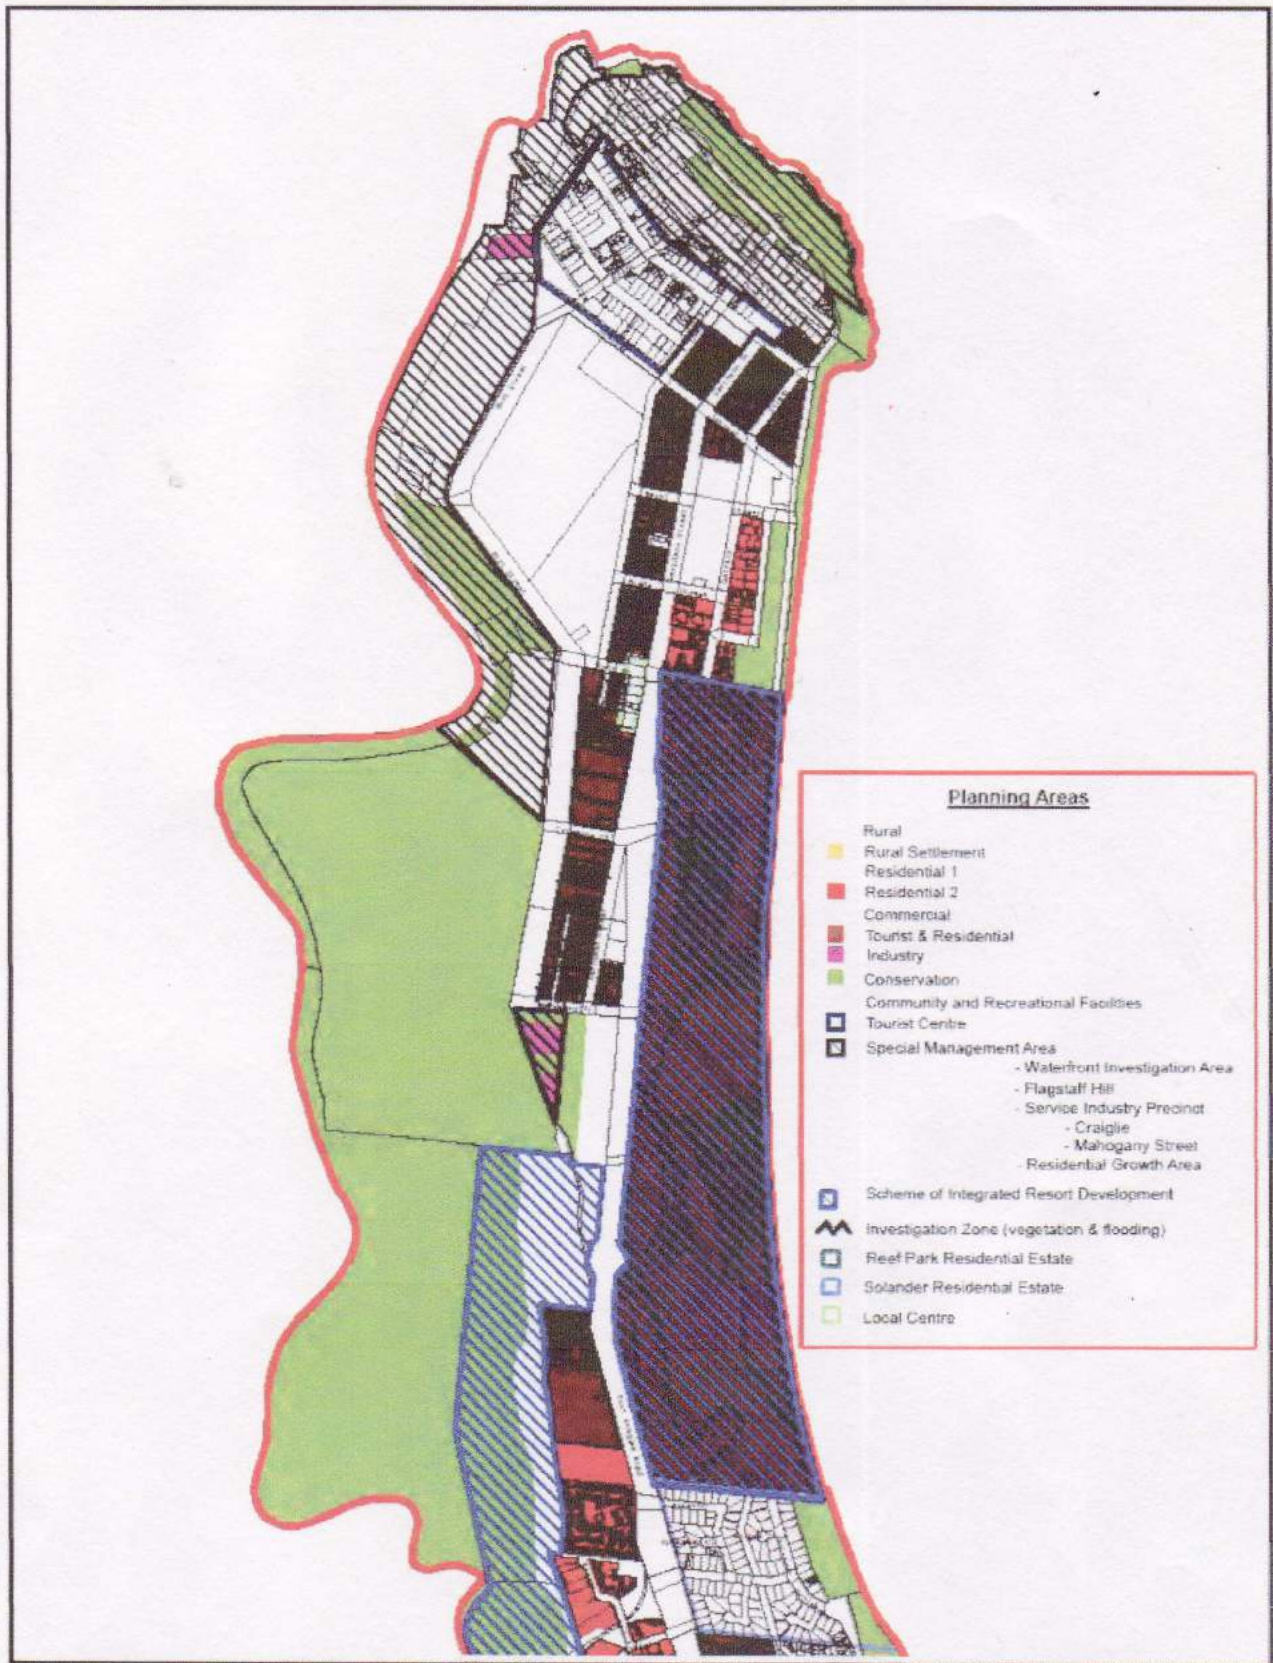 Planning Areas
Rural
Rural Settlement
Residential 1
Residential 2
Commercial
Tourist & Residential
Industry
Conservation
Community and Recreational Facilities
Tourist Centre
Special Management Area
- Waterfront Investigation Area
- Flagstaff Hill
- Service Industry Precinct
- Craiglie
- Mahogany Street
- Residential Growth Area
Scheme of Integrated Resort Development
Investigation Zone (vegetation & flooding)
Reef Park Residential Estate
Solander Residential Estate
Local Centre